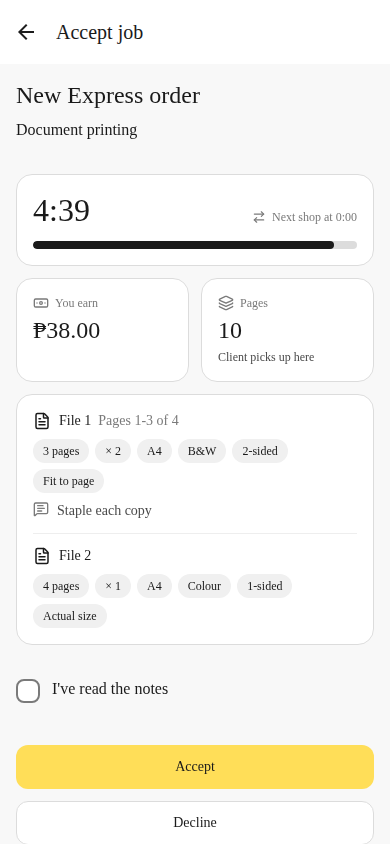 Accept job
New Express order
Document printing
4:39
Next shop at 0:00
You earn
₱38.00
Pages
10
Client picks up here
File 1 Pages 1-3 of 4
3 pages × 2 A4 B&W 2-sided
Fit to page
Staple each copy
File 2
4 pages × 1 A4 Colour 1-sided
Actual size
I've read the notes
Accept
Decline